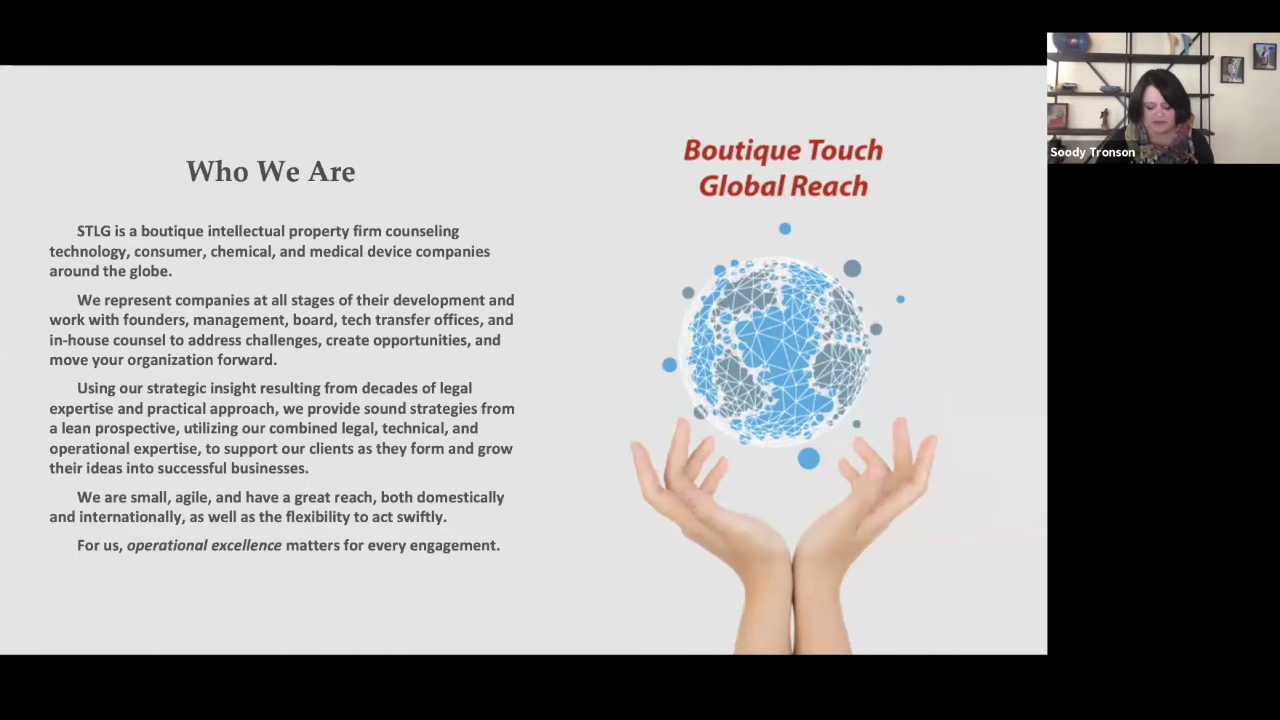 Who We Are
STLG is a boutique intellectual property firm counseling
technology, consumer, chemical, and medical device companies
around the globe.
We represent companies at all stages of their development and
work with founders, management, board, tech transfer offices, and
in-house counsel to address challenges, create opportunities, and
move your organization forward.
Using our strategic insight resulting from decades of legal
expertise and practical approach, we provide sound strategies from
a lean prospective, utilizing our combined legal, technical, and
operational expertise, to support our clients as they form and grow
their ideas into successful businesses.
We are small, agile, and have a great reach, both domestically
and internationally, as well as the flexibility to act swiftly.
For us, operational excellence matters for every engagement.
Boutique Touch
Global Reach
Soody Tronson